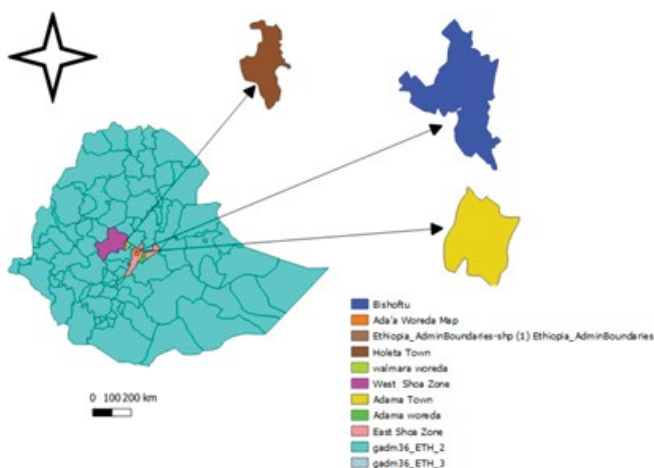 Bishoftu
Ada'a Woreda Map
Ethiopia_AdminBoundaries-shp (1) Ethiopia_AdminBoundaries
Holeta Town
walmara woreda
West Shoa Zone
Adama Town
Adama woreda
East Shoa Zone
gadm36_ETH_2
gadm36_ETH_3
0 100 200 km